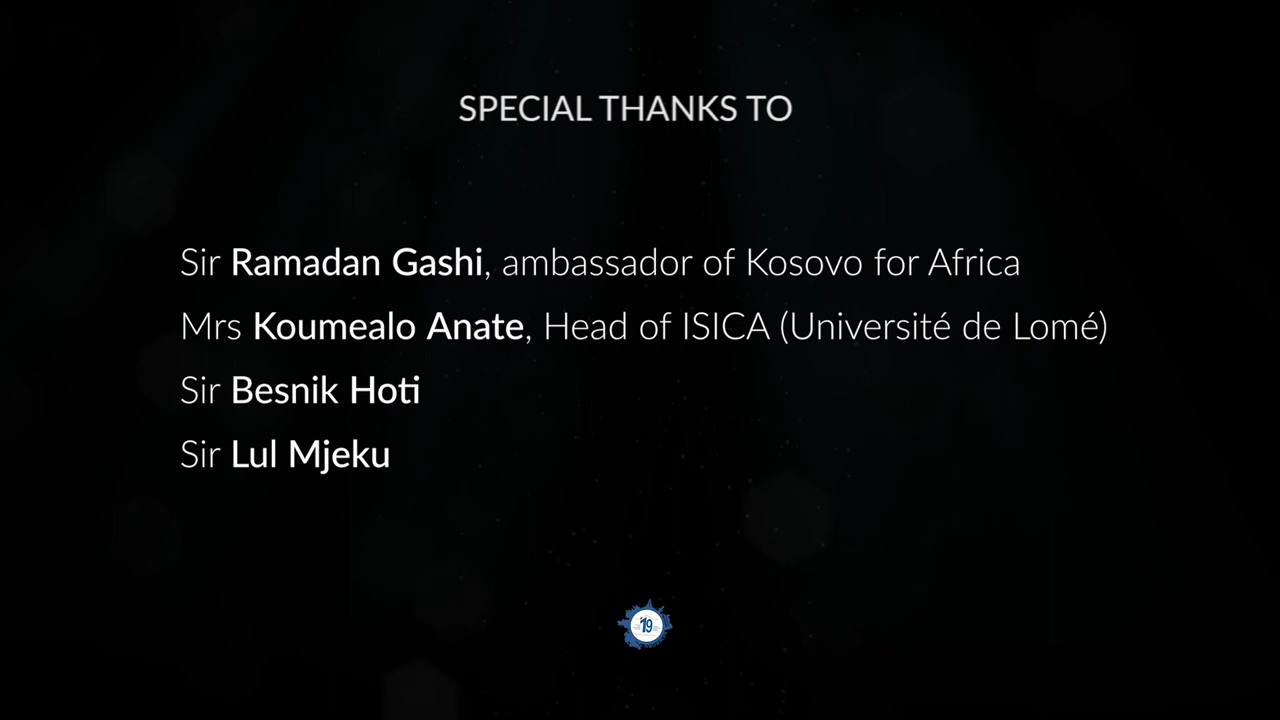 SPECIAL THANKS TO
Sir Ramadan Gashi, ambassador of Kosovo for Africa
Mrs Koumealo Anate, Head of ISICA (Université de Lomé)
Sir Besnik Hoti
Sir Lul Mjeku
19